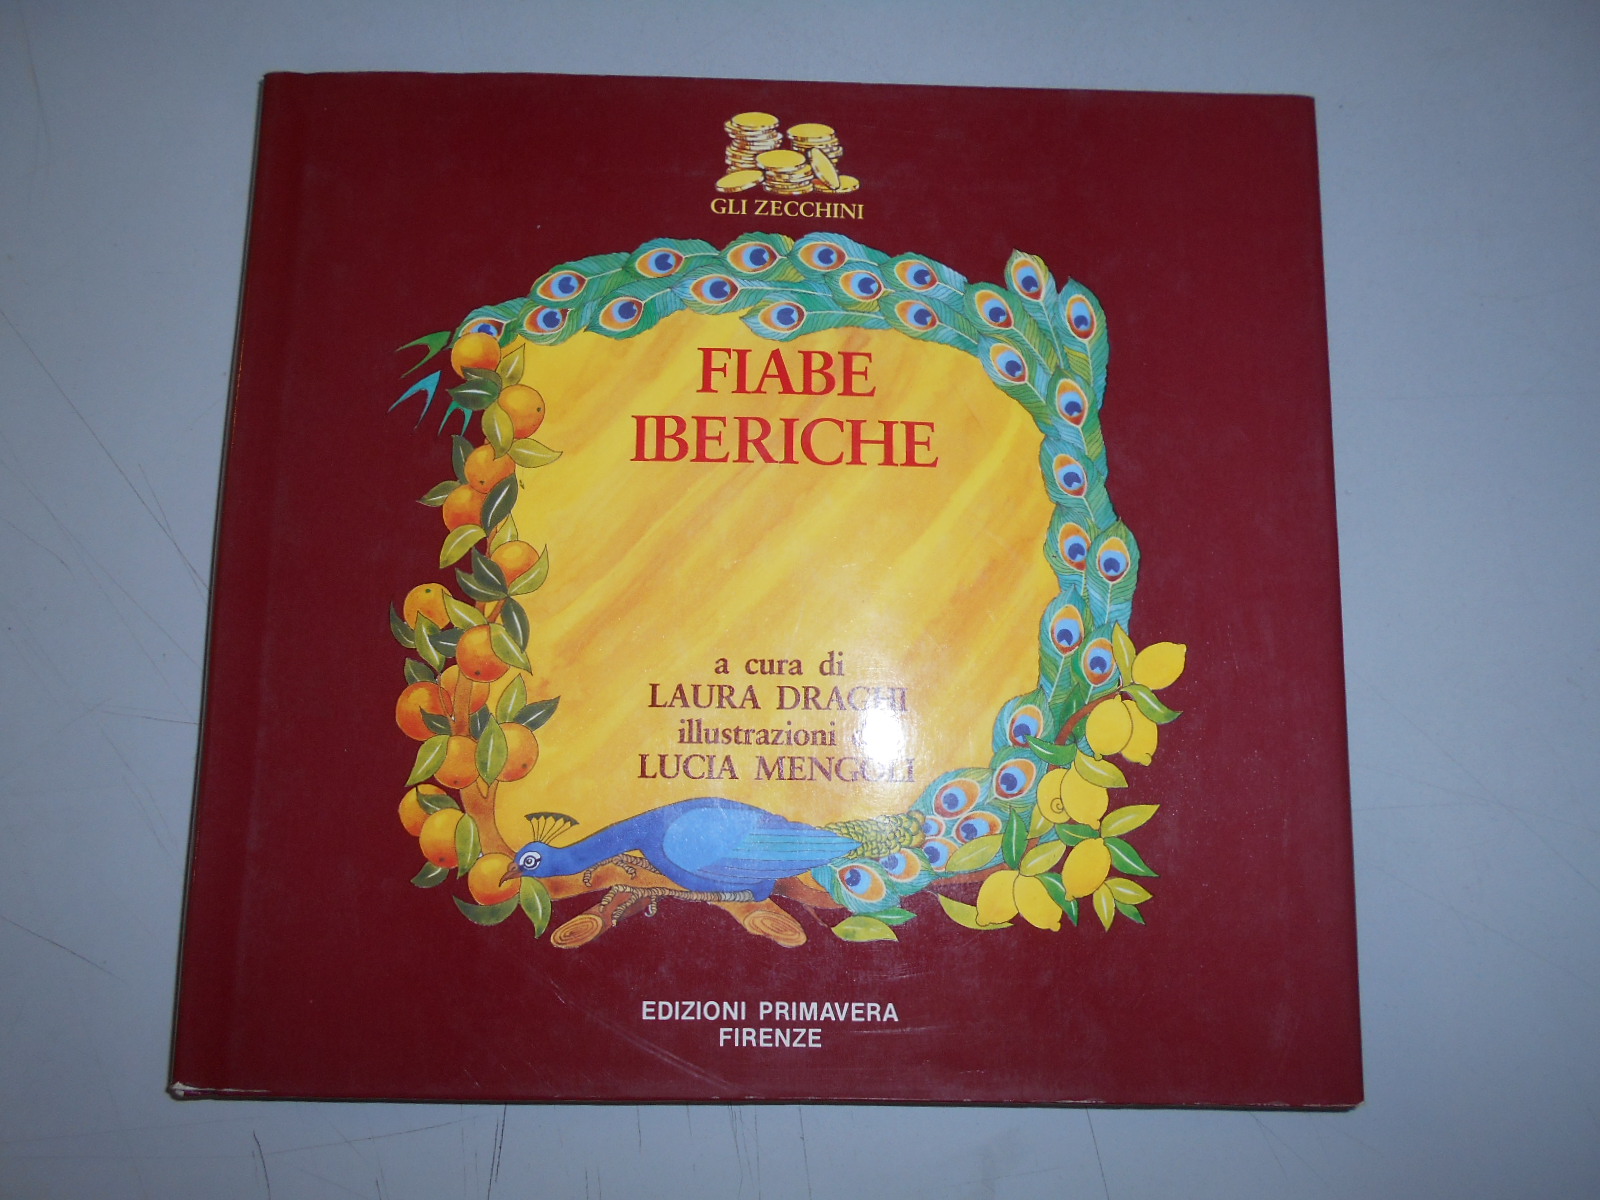 GLI ZECCHINI
FIABE
IBERICHE
a cura di
LAURA DRAGHI
illustrazioni
LUCIA MENGOLI
EDIZIONI PRIMAVERA
FIRENZE